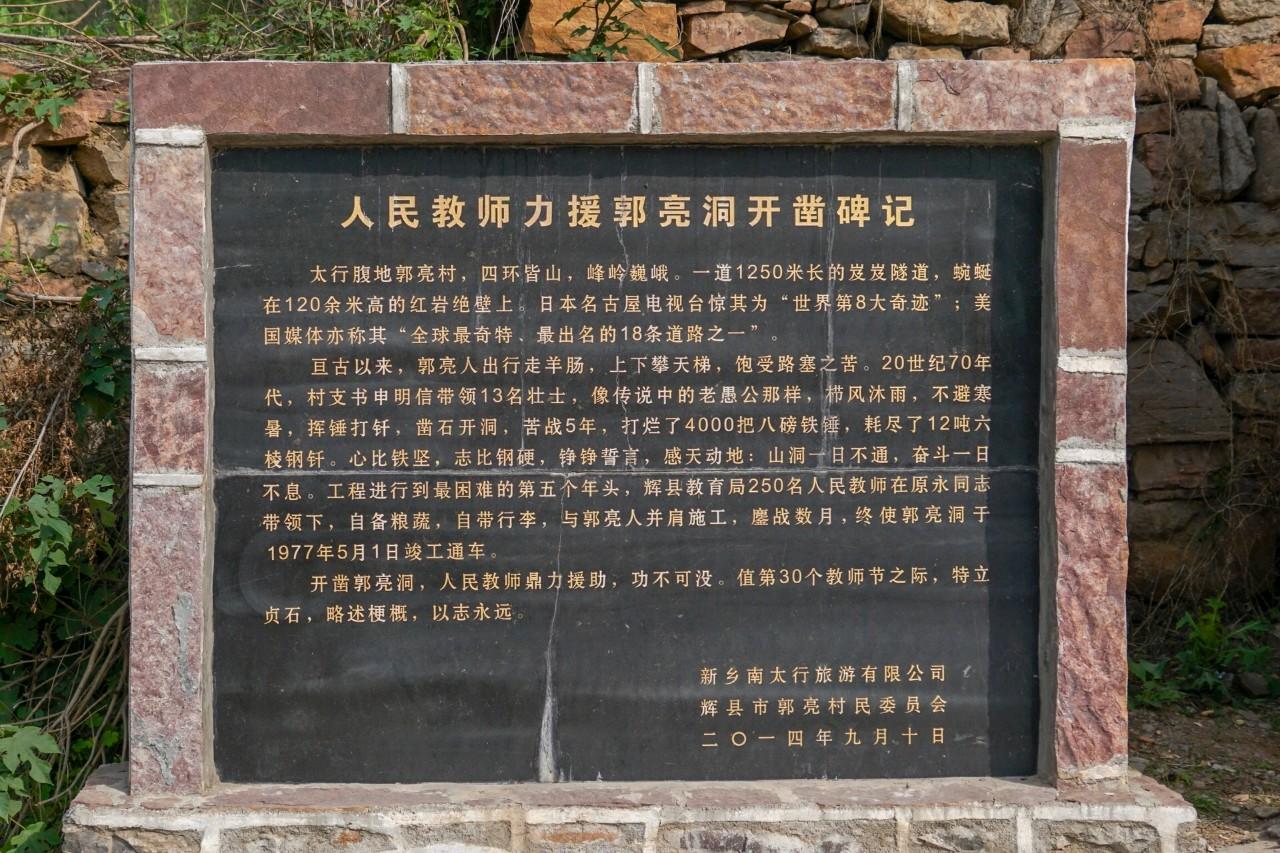 人民教师力援郭亮洞开凿碑记
太行腹地郭亮村，四环皆山，峰岭巍峨。一道1250米长的岌岌隧道，蜿蜒
在120余米高的红岩绝壁上。日本名古屋电视台惊其为“世界第8大奇迹”；美
国媒体亦称其“全球最奇特、最出名的18条道路之一”。
亘古以来，郭亮人出行走羊肠，上下攀天梯，饱受路塞之苦。20世纪70年
代，村支书申明信带领13名壮士，像传说中的老愚公那样，栉风沐雨，不避寒
暑，挥锤打钎，凿石开洞，苦战5年，打烂了4000把八磅铁锤，耗尽了12吨六
棱钢钎。心比铁坚，志比钢硬，铮铮誓言，感天动地：山洞一日不通，奋斗一日
不息。工程进行到最困难的第五个年头，辉县教育局250名人民教师在原永同志
带领下，自备粮蔬，自带行李，与郭亮人并肩施工，鏖战数月，终使郭亮洞于
1977年5月1日竣工通车。
开凿郭亮洞，人民教师鼎力援助，功不可没。值第30个教师节之际，特立
贞石，略述梗概，以志永远。
新乡南太行旅游有限公司
辉县市郭亮村民委员会
二〇一四年九月十日